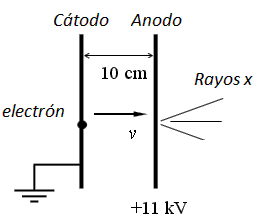 Cátodo Anodo
10 cm
Rayos x
electrón
v
+11 kV